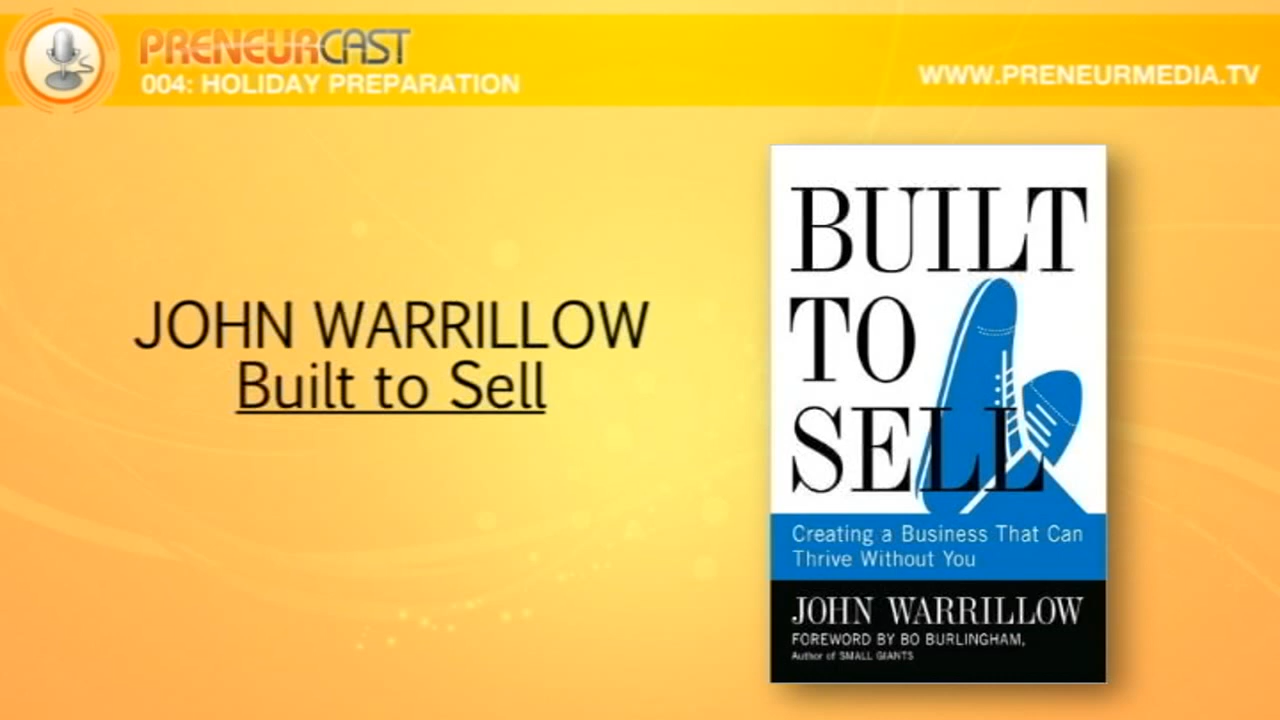 PRENEURCAST
004: HOLIDAY PREPARATION
WWW.PRENEURMEDIA.TV
JOHN WARRILLOW
Built to Sell
BUILT
TO
SELL
Creating a Business That Can
Thrive Without You
JOHN WARRILLOW
FOREWORD BY BO BURLINGHAM,
Author of SMALL GIANTS